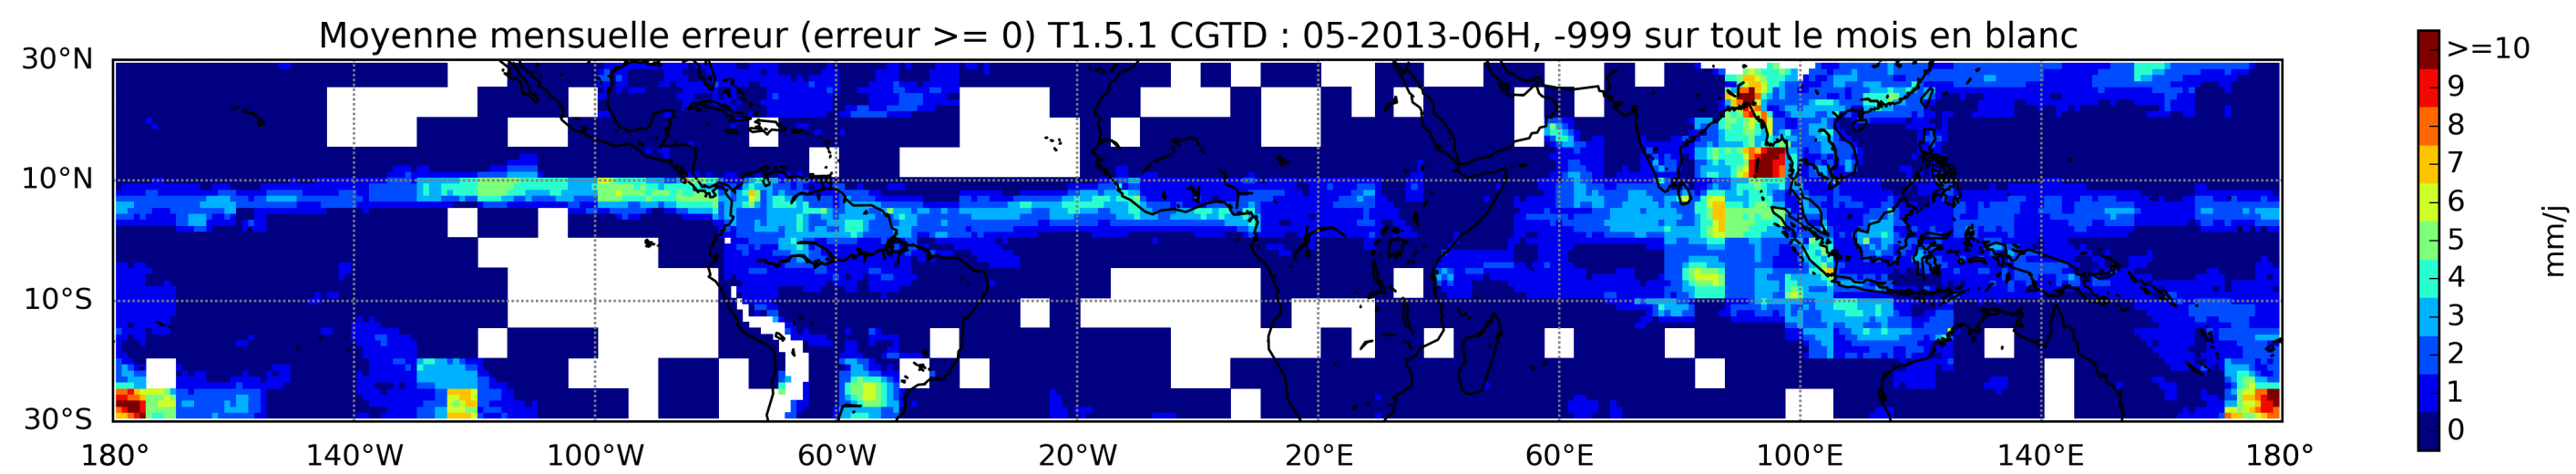 Moyenne mensuelle erreur (erreur >= 0) T1.5.1 CGTD : 05-2013-06H, -999 sur tout le mois en blanc
30°N
10°N
10°S
30°S
180° 140°W 100°W 60°W 20°W 20°E 60°E 100°E 140°E 180°
>=10
9
8
7
6
5
4
3
2
1
0
mm/j